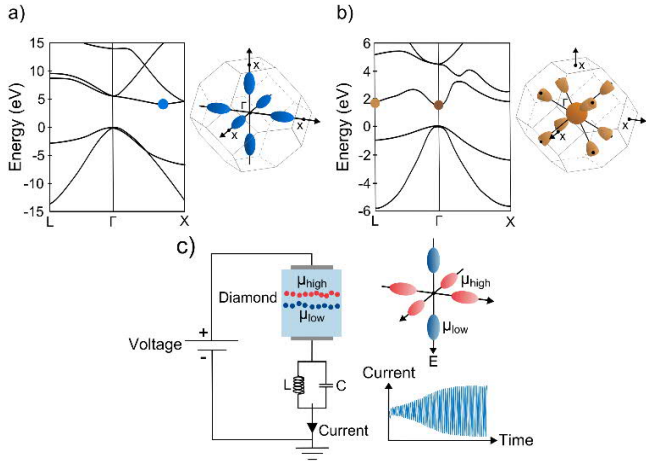 a)
b)
Energy (eV)
15
10
5
0
-5
-10
-15
L
Γ
X
Γ
x
x
x
Energy (eV)
6
4
2
0
-2
-4
-6
L
Γ
X
Γ
x
x
x
c)
Diamond
μhigh
μlow
Voltage
+
-
L
C
Current
μhigh
μlow
E
Current
Time